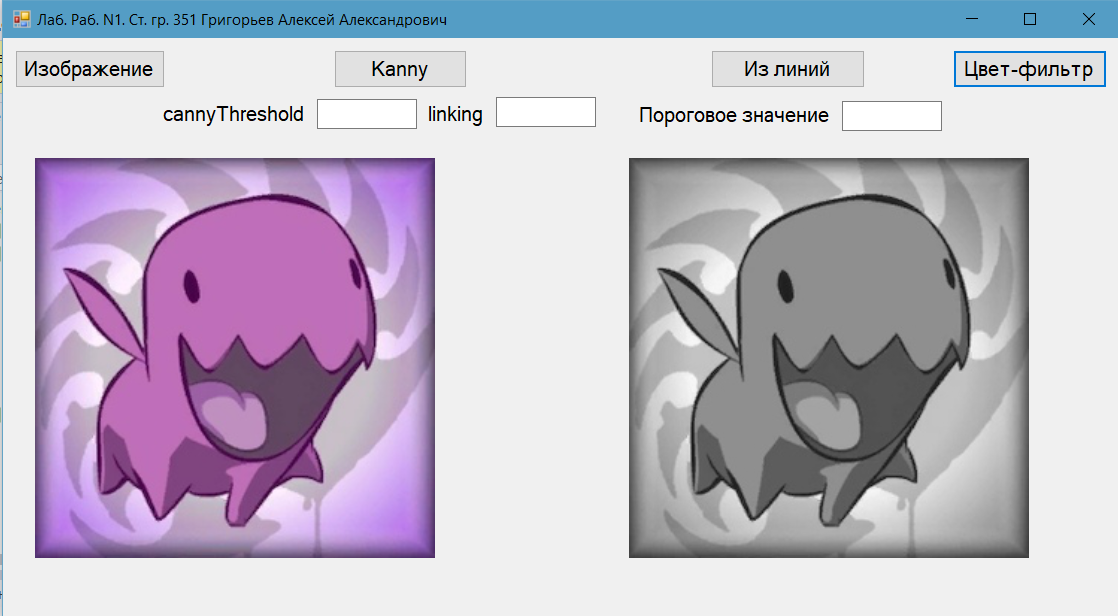 Лаб. Раб. N1. Ст. гр. 351 Григорьев Алексей Александрович
Изображение Kanny Из линий Цвет-фильтр
cannyThreshold linking Пороговое значение